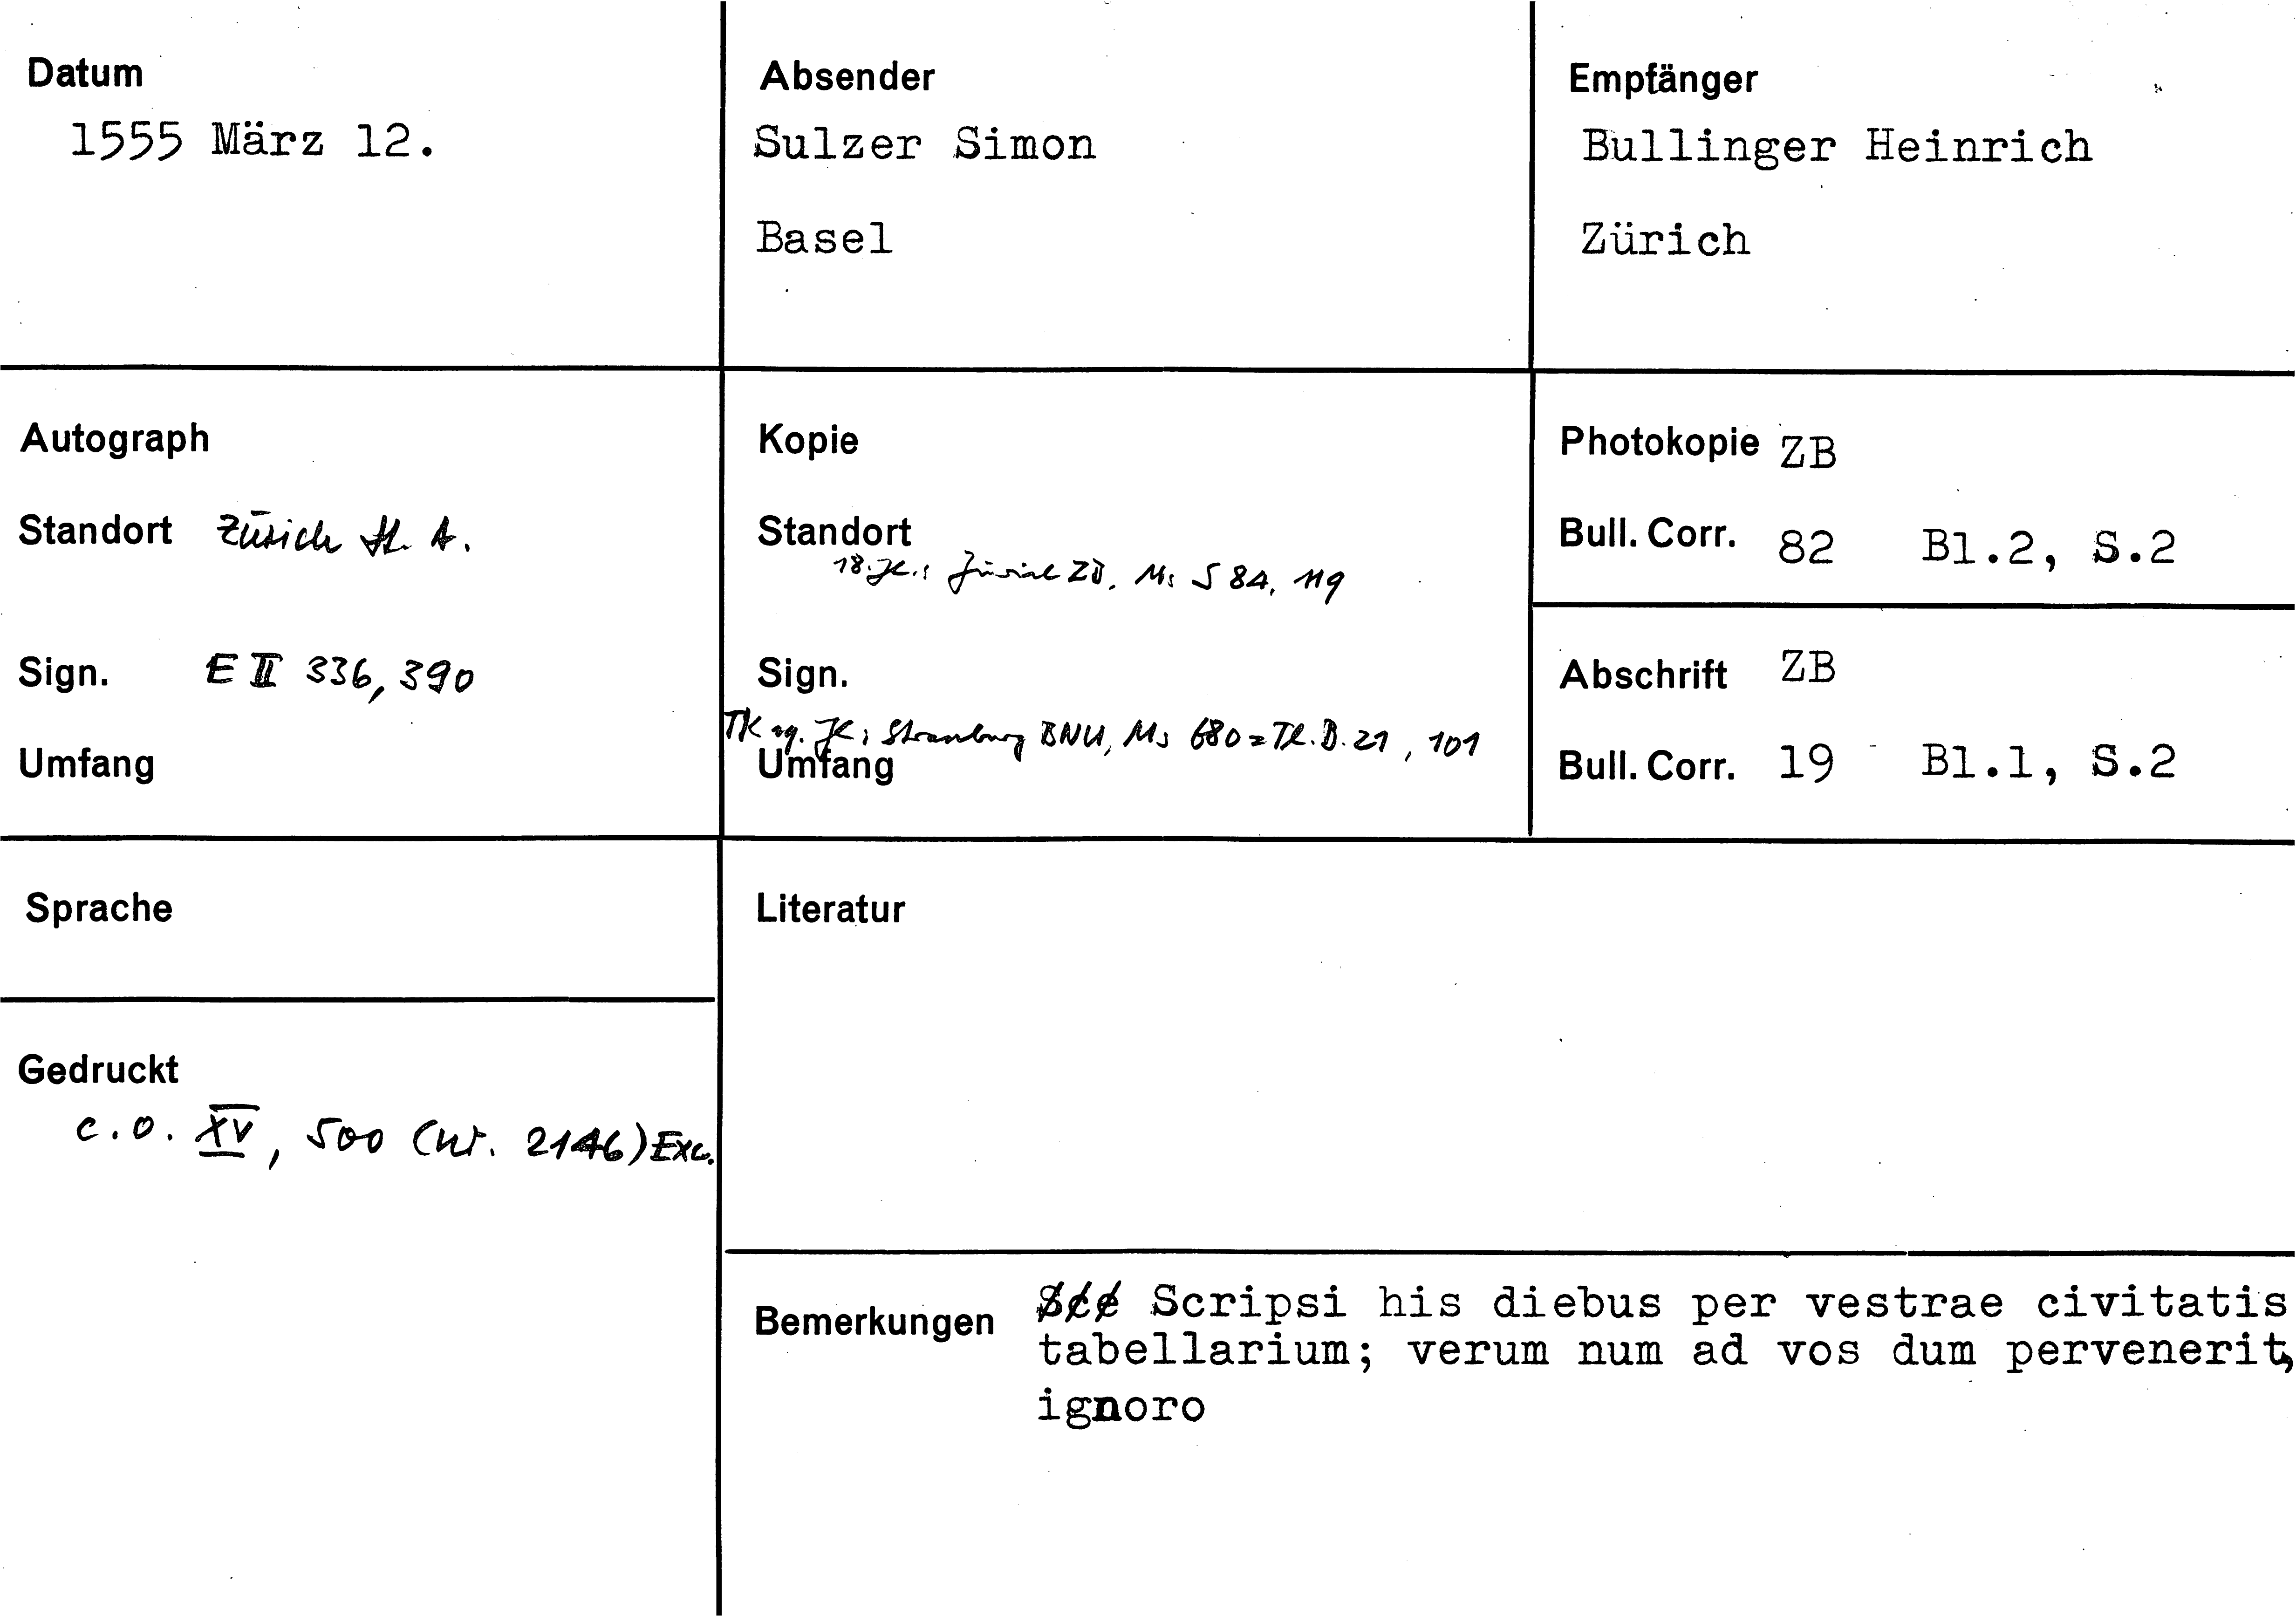 Datum
1555 März 12.
Absender
Sulzer Simon
Basel
Empfänger
Bullinger Heinrich
Zürich
Autograph
Standort Zürich St. A.
Sign. E II 336, 390
Umfang
Kopie
Standort
18. Jh.: Zürich ZB, Ms S 84, 119
Sign.
TK 19. Jh.: Strassburg BNU, Ms 680 = Th. B. 21, 101
Umfang
Photokopie ZB
Bull. Corr. 82 Bl.2, S.2
Abschrift ZB
Bull. Corr. 19 Bl.1, S.2
Sprache
Gedruckt
C.O. XV, 500 (Nr. 2146) Exc.
Literatur
Bemerkungen Scripsi his diebus per vestrae civitatis
tabellarium; verum num ad vos dum pervenerit,
ignoro